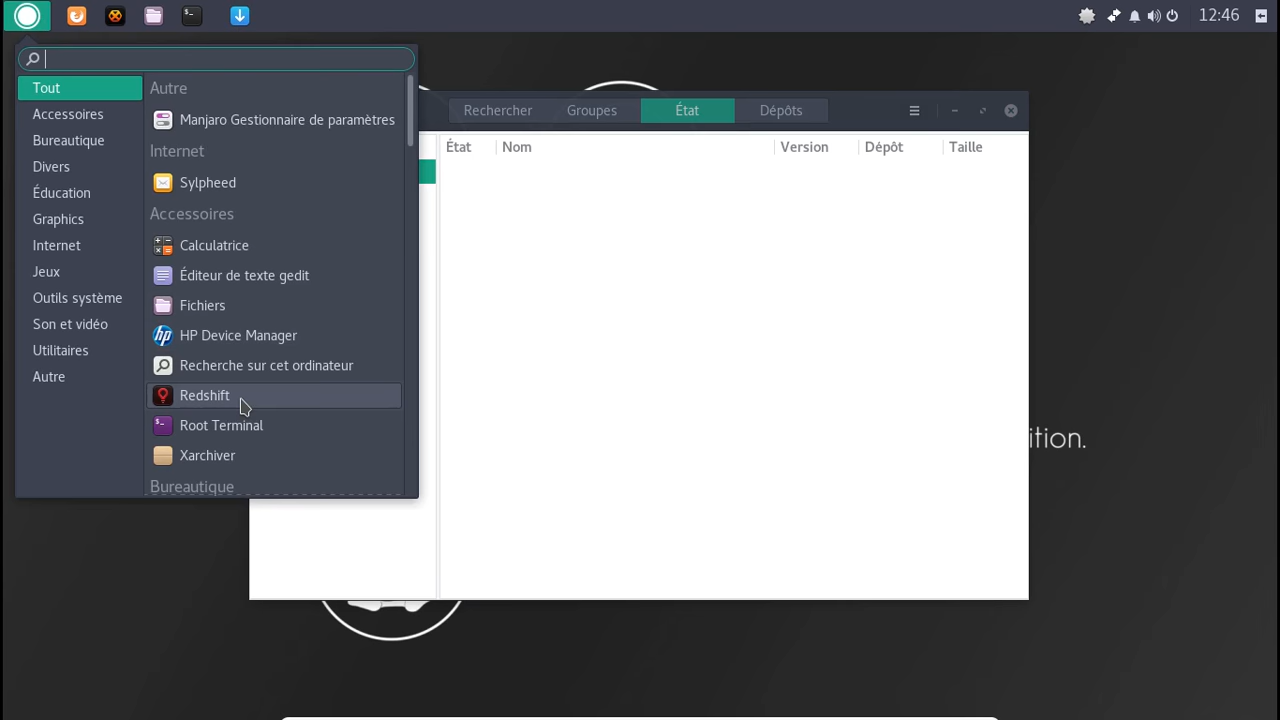 12:46
Tout
Accessoires
Bureautique
Divers
Éducation
Graphics
Internet
Jeux
Outils système
Son et vidéo
Utilitaires
Autre
Autre
Manjaro Gestionnaire de paramètres
Internet
Sylpheed
Accessoires
Calculatrice
Éditeur de texte gedit
Fichiers
HP Device Manager
Recherche sur cet ordinateur
Redshift
Root Terminal
Xarchiver
Bureautique
Rechercher Groupes État Dépôts
État Nom Version Dépôt Taille
ition.